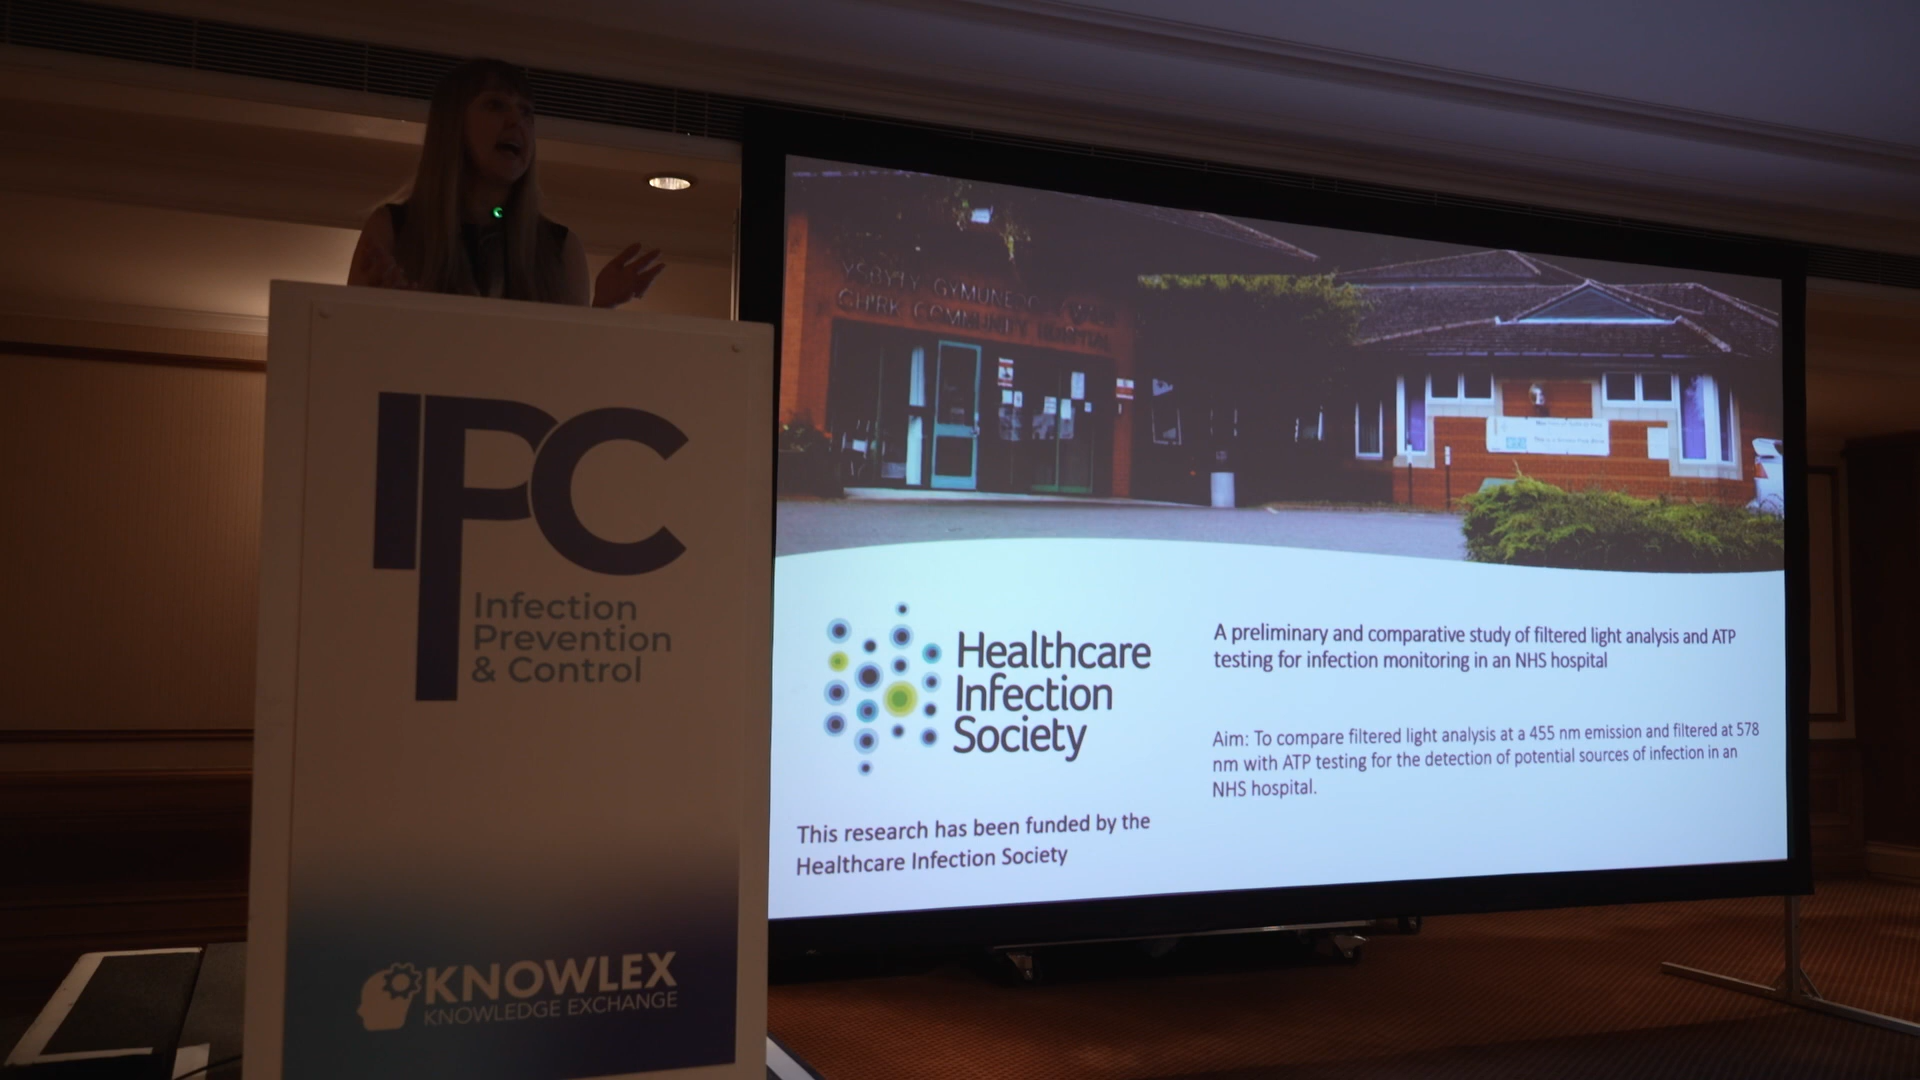 IPC
Infection
Prevention
& Control
KNOWLEX
KNOWLEDGE EXCHANGE
YSBYTY GYMUNEDOL
CHIRK COMMUNITY HOSPITAL
Healthcare
Infection
Society
This research has been funded by the
Healthcare Infection Society
A preliminary and comparative study of filtered light analysis and ATP
testing for infection monitoring in an NHS hospital
Aim: To compare filtered light analysis at a 455 nm emission and filtered at 578
nm with ATP testing for the detection of potential sources of infection in an
NHS hospital.